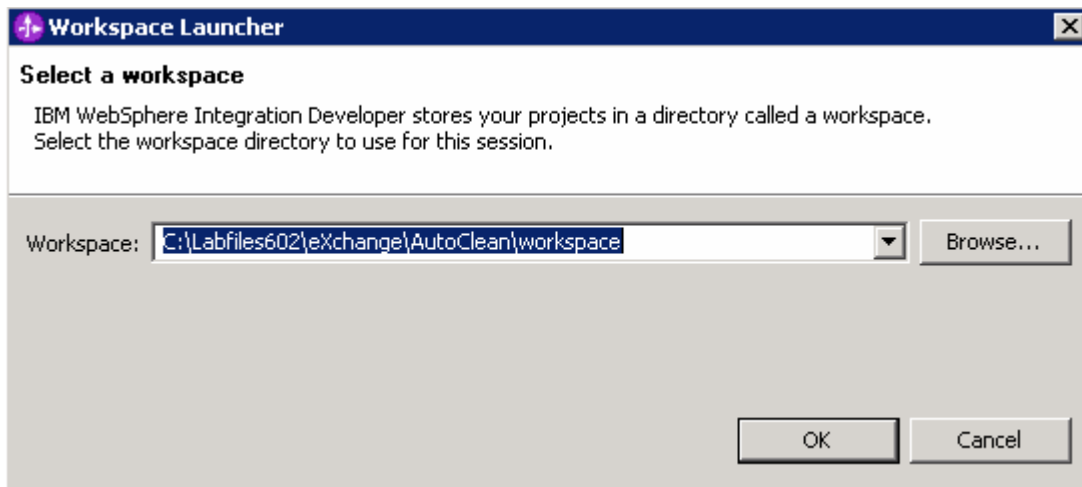 Workspace Launcher
Select a workspace
IBM WebSphere Integration Developer stores your projects in a directory called a workspace.
Select the workspace directory to use for this session.
Workspace: C:\Labfiles602\eXchange\AutoClean\workspace Browse...
OK Cancel